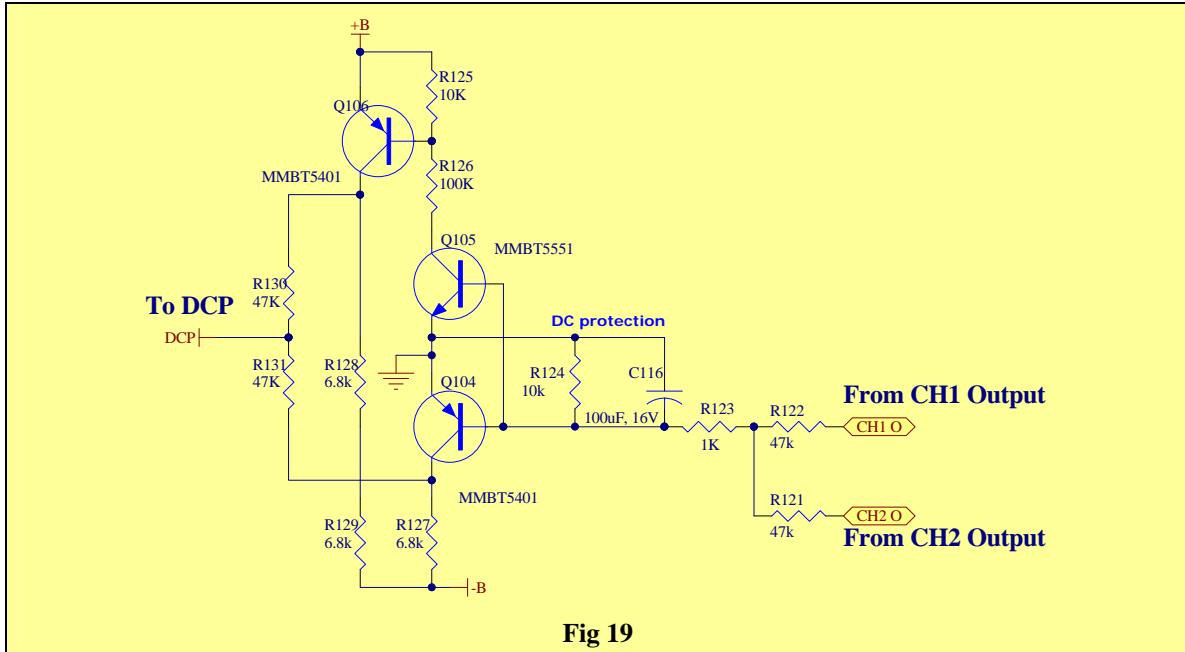 +B
R125
10K
Q106
R126
100K
MMBT5401
Q105
MMBT5551
R130
47K
To DCP
DC protection
DCP
R131
47K
R128
6.8k
R124
10k
C116
Q104
From CH1 Output
100uF, 16V
R123
1K
R122
47k
CH1 O
MMBT5401
R121
47k
CH2 O
From CH2 Output
R129
6.8k
R127
6.8k
-B
Fig 19